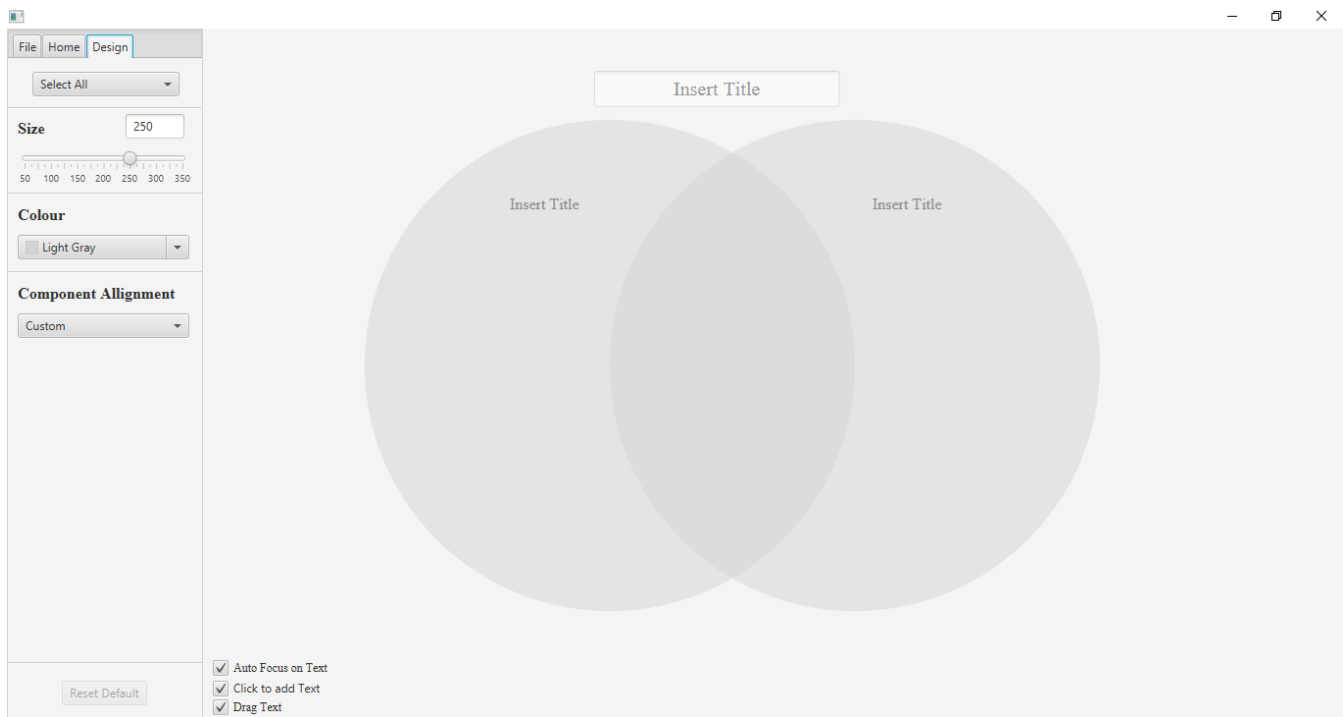 File Home Design
Select All
Size 250
50 100 150 200 250 300 350
Colour
Light Gray
Component Allignment
Custom
Reset Default
Insert Title
Insert Title Insert Title
Auto Focus on Text
Click to add Text
Drag Text